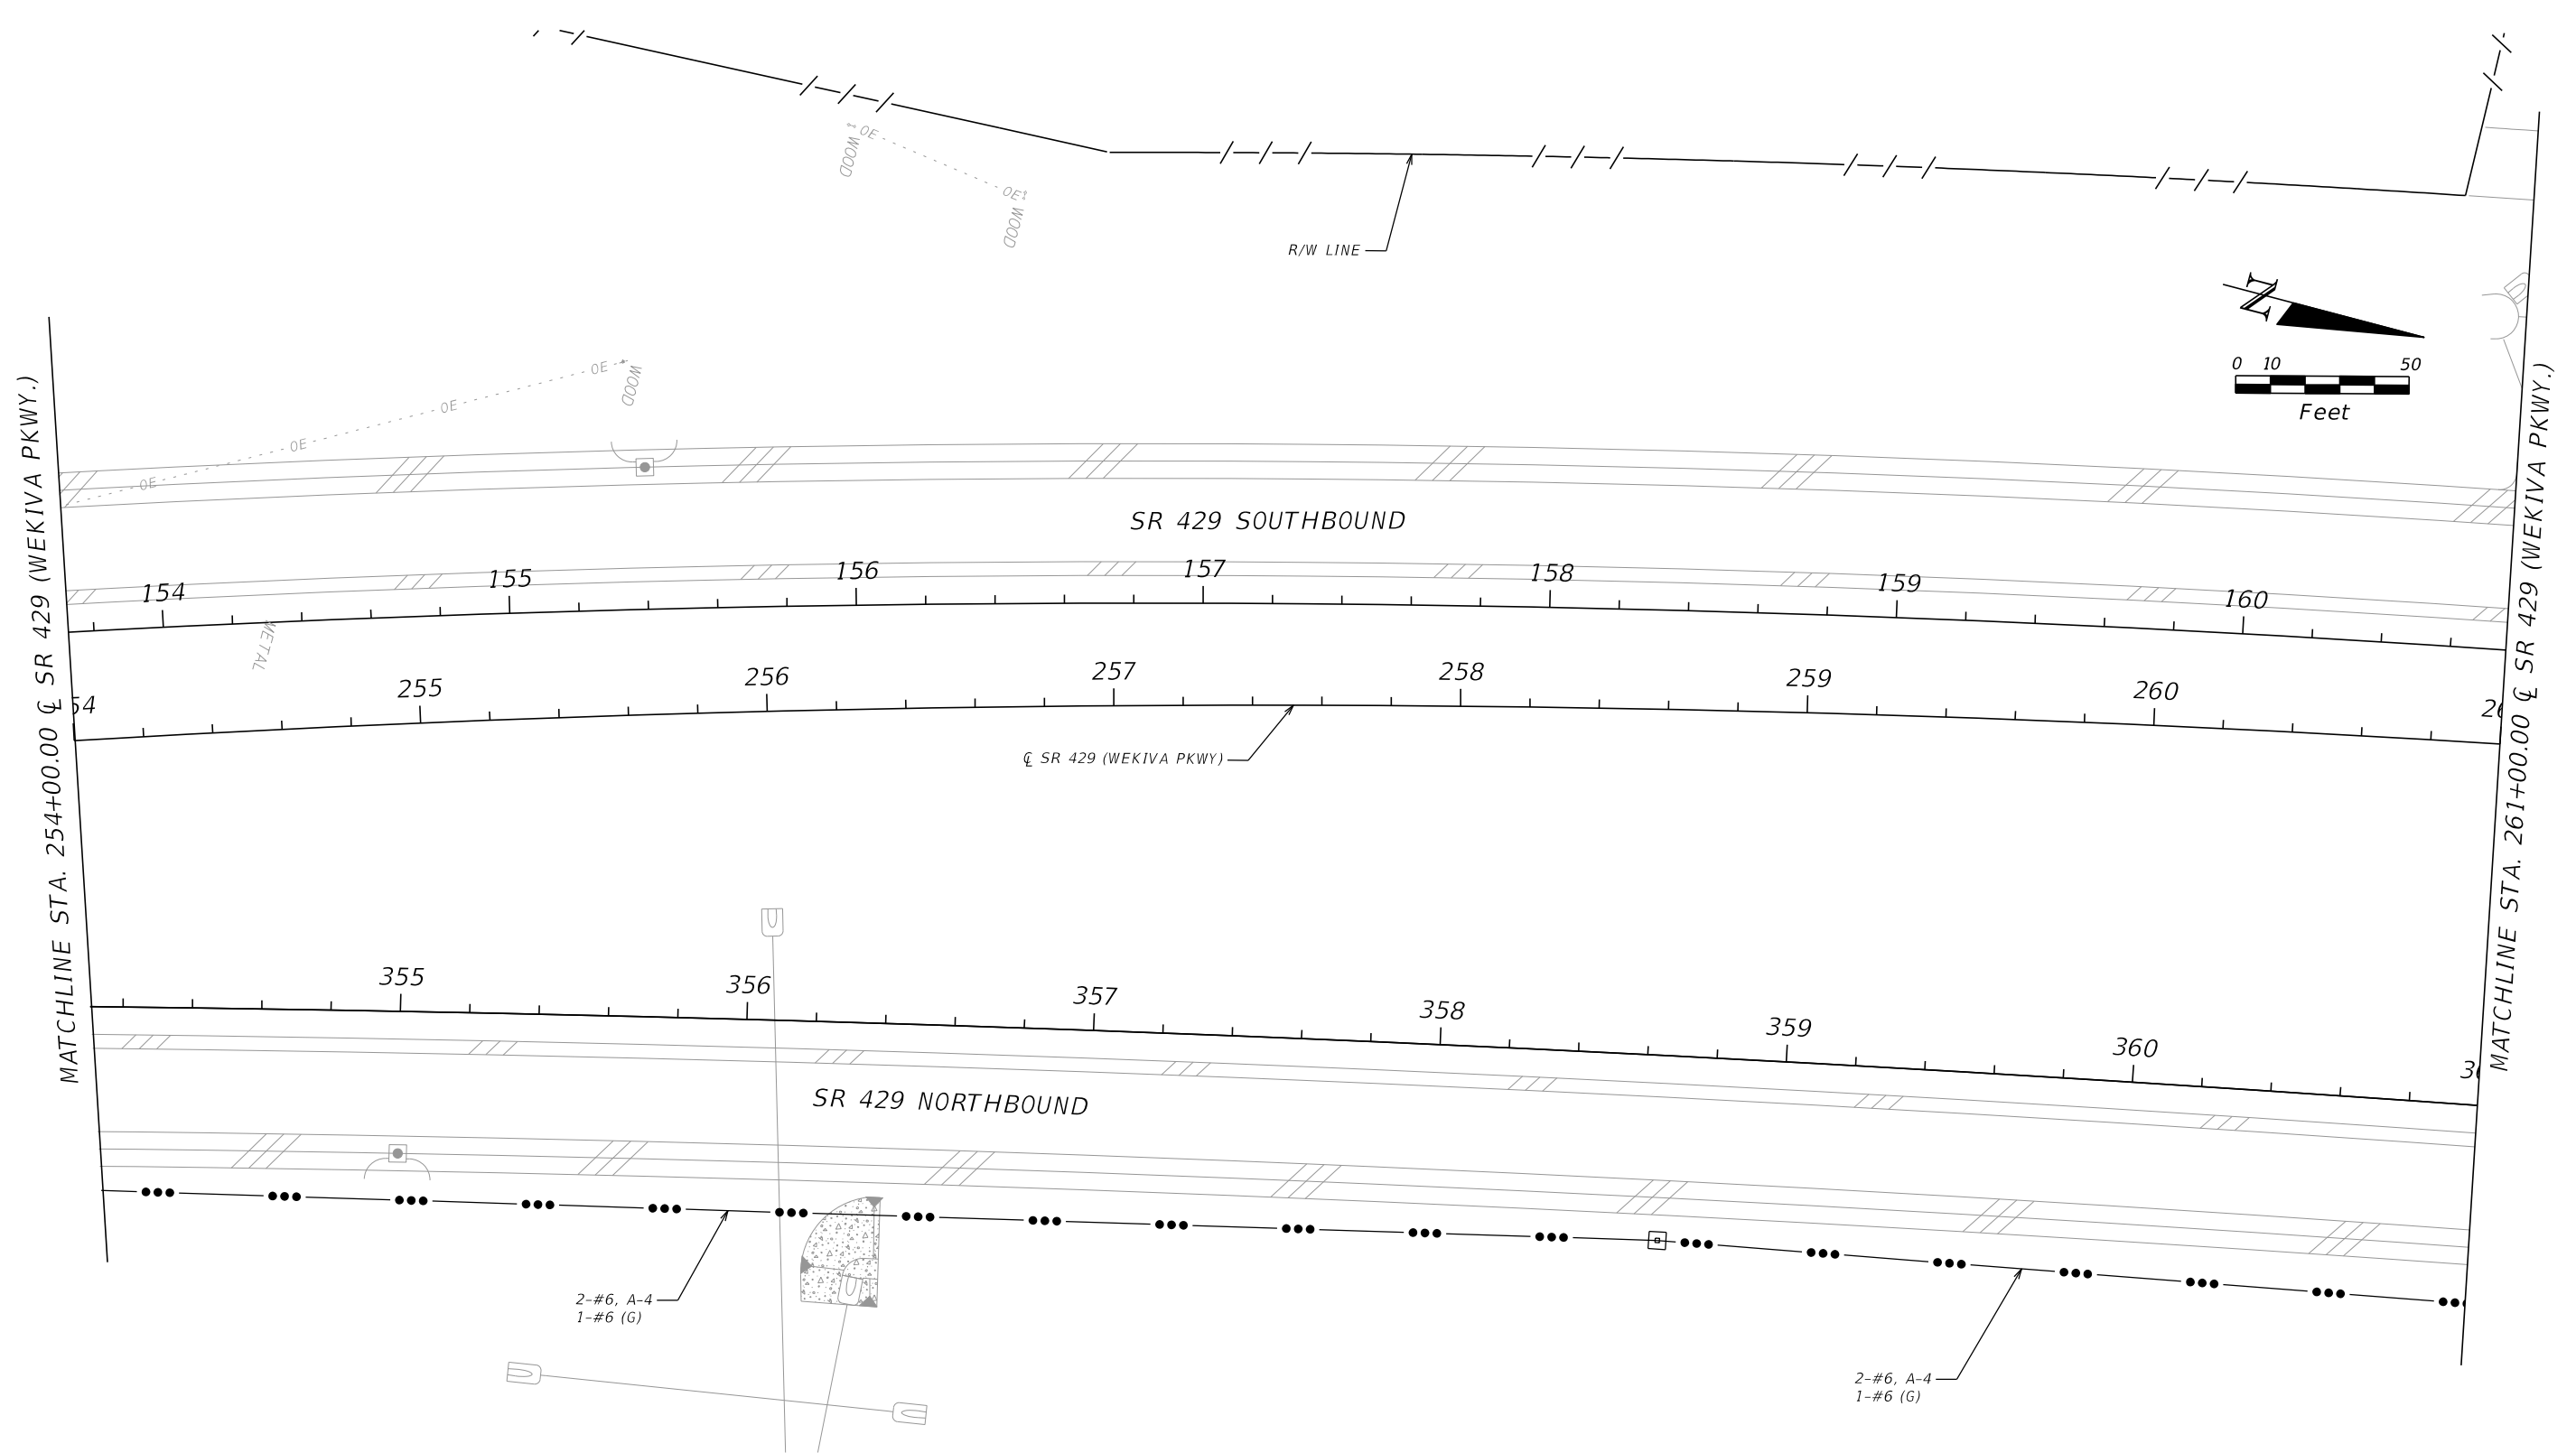 OE
WOOD
OE
WOOD
R/W LINE
N
0 10 50
Feet
OE
WOOD
OE
OE
OE
MATCHLINE STA. 254+00.00 ℄ SR 429 (WEKIVA PKWY.)
MATCHLINE STA. 261+00.00 ℄ SR 429 (WEKIVA PKWY.)
SR 429 SOUTHBOUND
154 155 156 157 158 159 160
METAL
54 255 256 257 258 259 260 26
℄ SR 429 (WEKIVA PKWY)
355 356 357 358 359 360 36
SR 429 NORTHBOUND
2-#6, A-4
1-#6 (G)
2-#6, A-4
1-#6 (G)